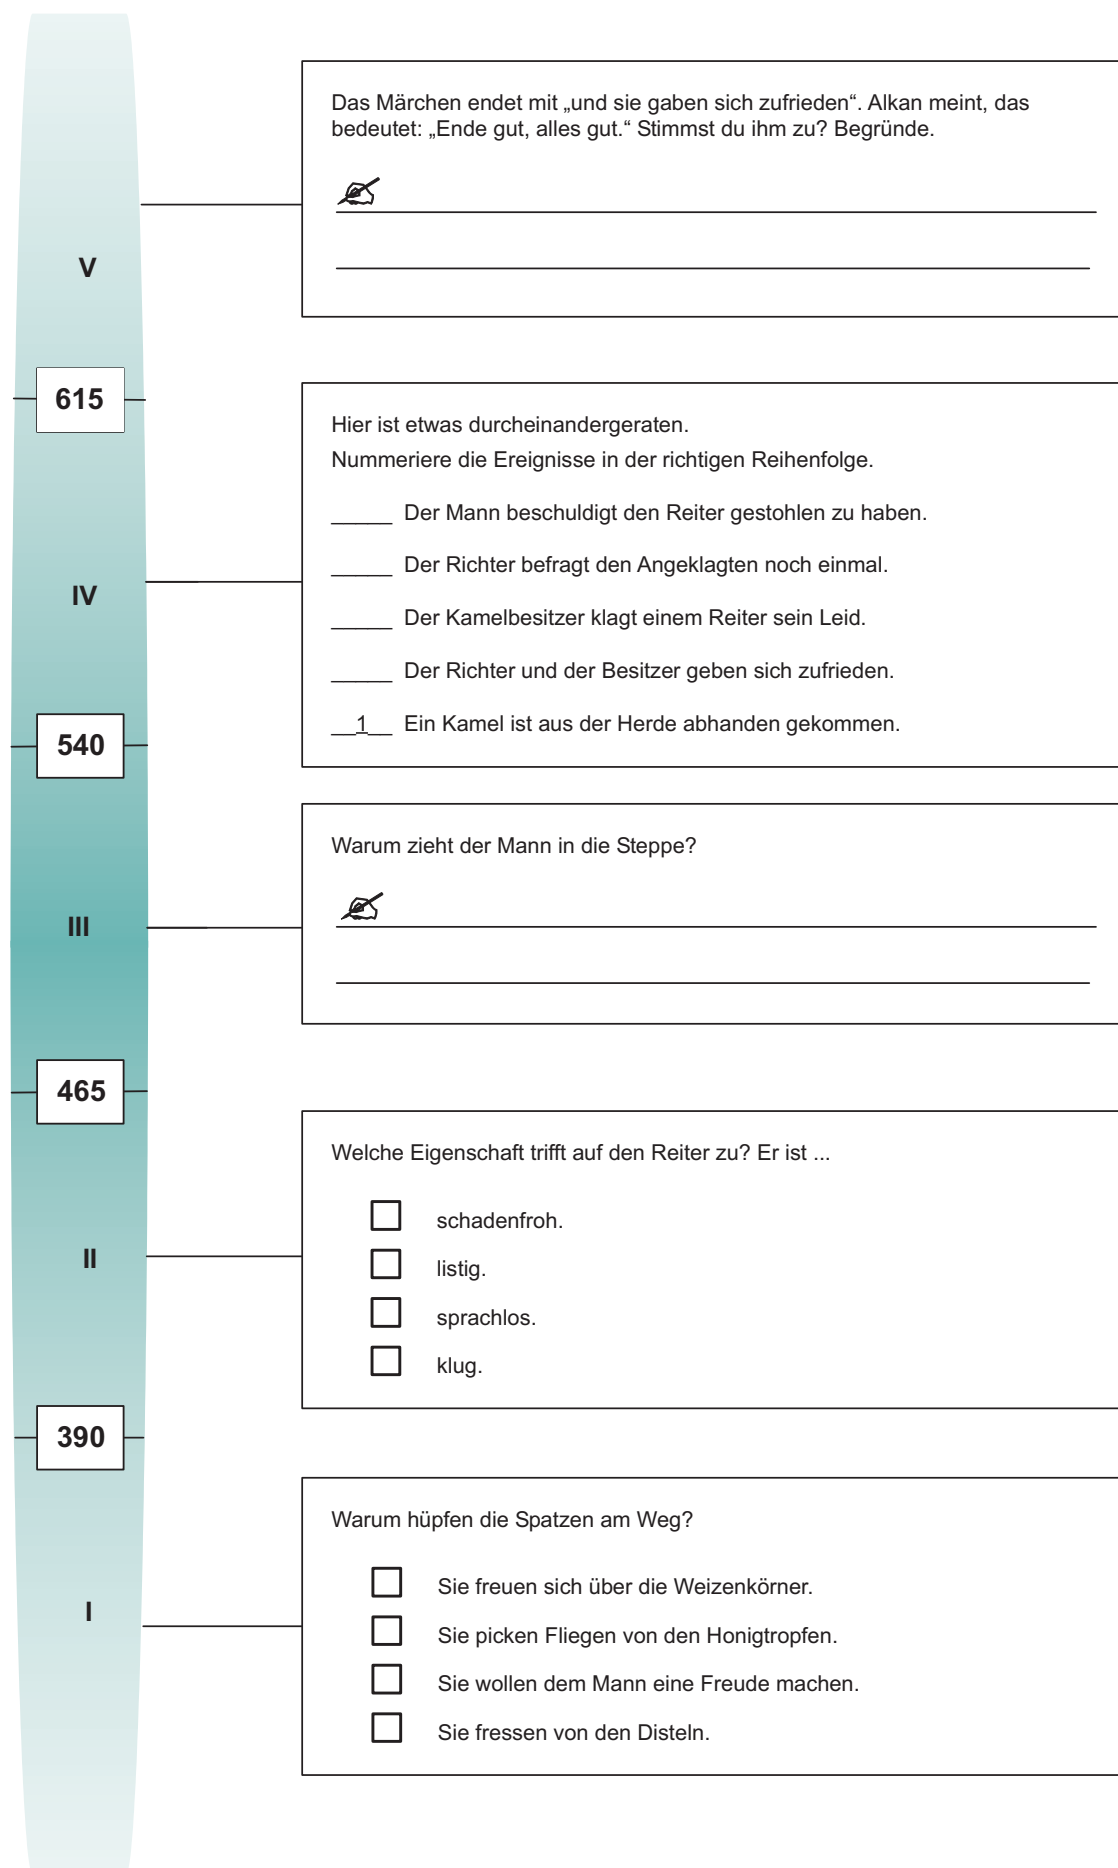 Das Märchen endet mit „und sie gaben sich zufrieden“. Alkan meint, das
bedeutet: „Ende gut, alles gut.“ Stimmst du ihm zu? Begründe.
V
615
Hier ist etwas durcheinandergeraten.
Nummeriere die Ereignisse in der richtigen Reihenfolge.
_____ Der Mann beschuldigt den Reiter gestohlen zu haben.
_____ Der Richter befragt den Angeklagten noch einmal.
IV
_____ Der Kamelbesitzer klagt einem Reiter sein Leid.
_____ Der Richter und der Besitzer geben sich zufrieden.
__1__ Ein Kamel ist aus der Herde abhanden gekommen.
540
Warum zieht der Mann in die Steppe?
III
465
Welche Eigenschaft trifft auf den Reiter zu? Er ist ...
schadenfroh.
II
listig.
sprachlos.
klug.
390
Warum hüpfen die Spatzen am Weg?
Sie freuen sich über die Weizenkörner.
I
Sie picken Fliegen von den Honigtropfen.
Sie wollen dem Mann eine Freude machen.
Sie fressen von den Disteln.